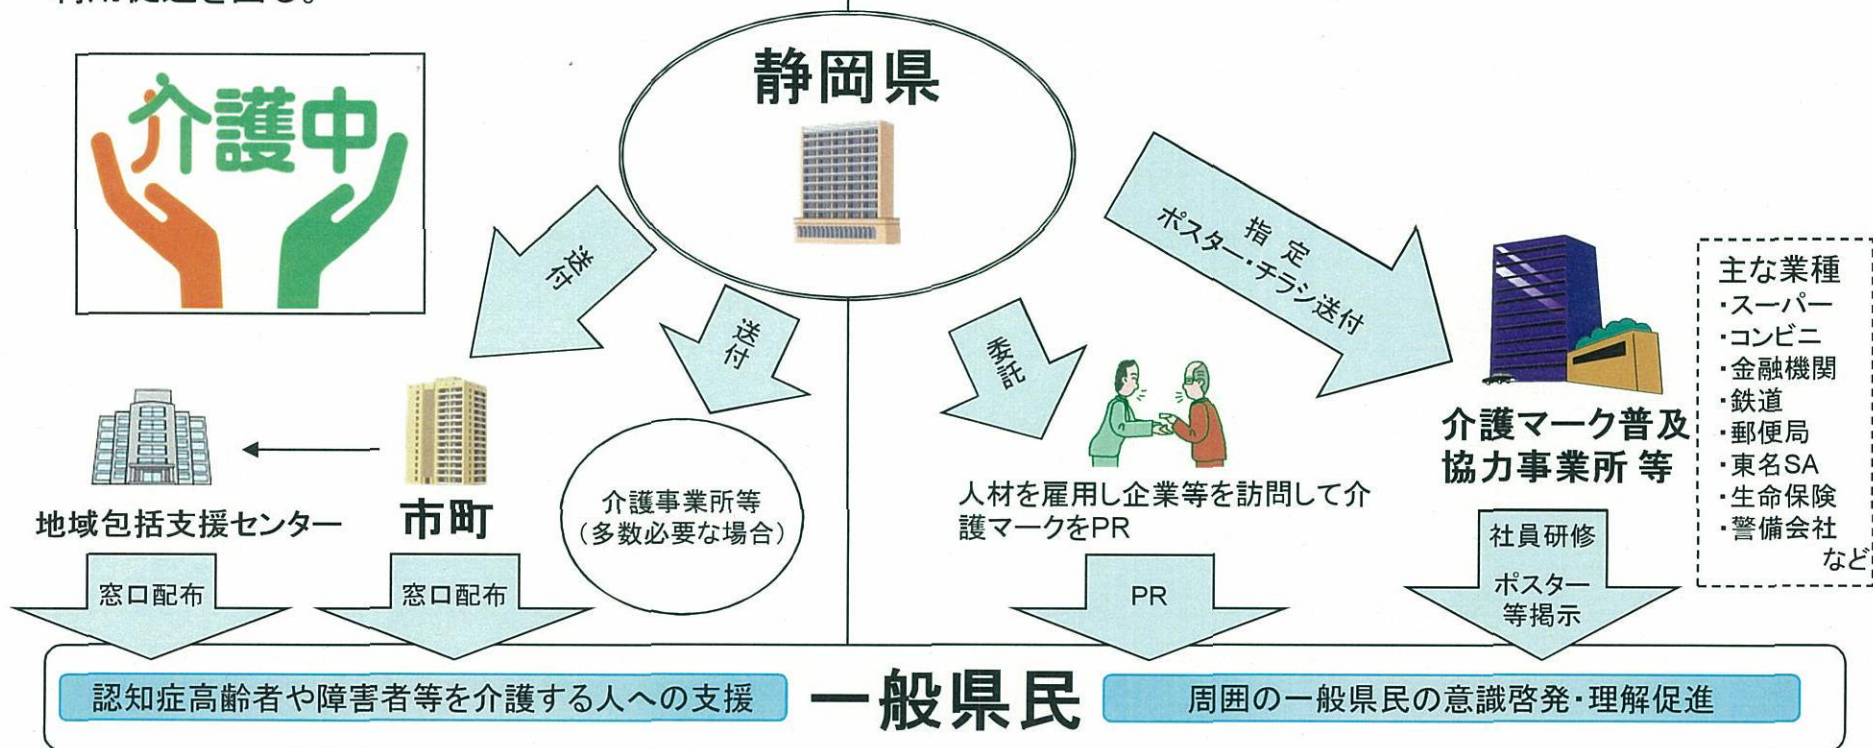 利用促進を図る。
静岡県
介護中
送付
送付
委託
指定
ポスター・チラシ送付
主な業種
・スーパー
・コンビニ
・金融機関
・鉄道
・郵便局
・東名SA
・生命保険
・警備会社
など
地域包括支援センター
市町
介護事業所等
(多数必要な場合)
人材を雇用し企業等を訪問して介
護マークをPR
介護マーク普及
協力事業所 等
窓口配布
窓口配布
PR
社員研修
ポスター
等掲示
認知症高齢者や障害者等を介護する人への支援
一般県民
周囲の一般県民の意識啓発・理解促進